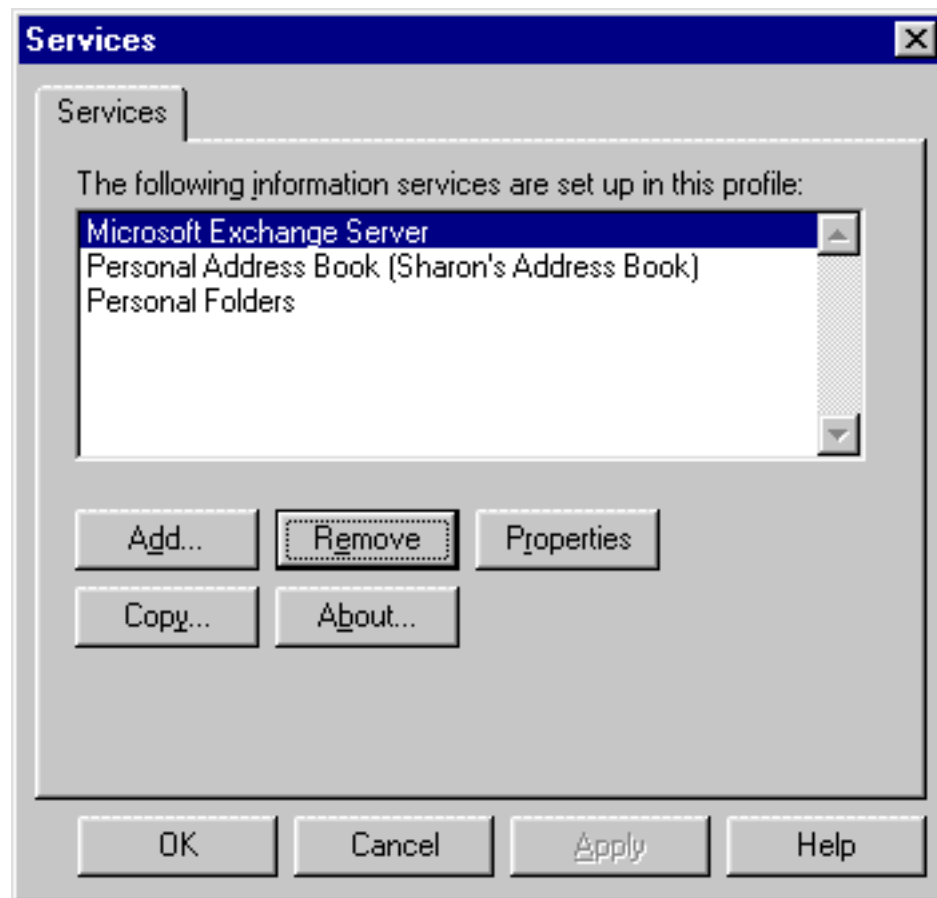 Services
Services
The following information services are set up in this profile:
Microsoft Exchange Server
Personal Address Book (Sharon's Address Book)
Personal Folders
Add... Remove Properties
Copy... About...
OK Cancel Apply Help